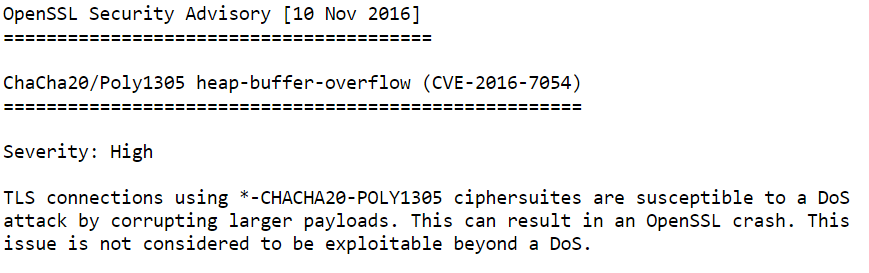 OpenSSL Security Advisory [10 Nov 2016]
========================================
ChaCha20/Poly1305 heap-buffer-overflow (CVE-2016-7054)
======================================================
Severity: High
TLS connections using *-CHACHA20-POLY1305 ciphersuites are susceptible to a DoS
attack by corrupting larger payloads. This can result in an OpenSSL crash. This
issue is not considered to be exploitable beyond a DoS.